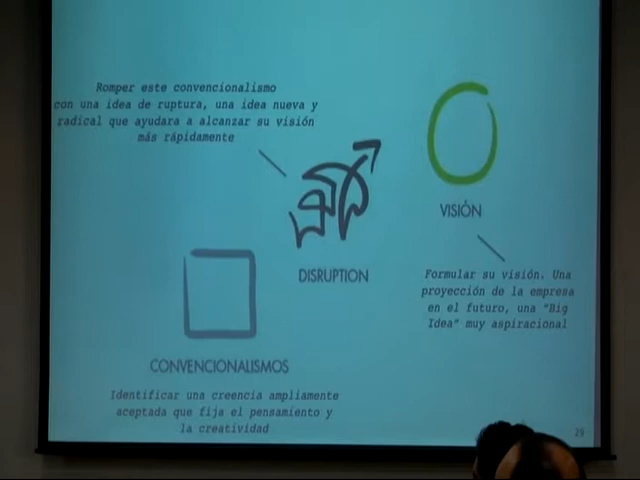 Romper este convencionalismo
con una idea de ruptura, una idea nueva y
radical que ayudara a alcanzar su visión
más rápidamente
VISIÓN
DISRUPTION
Formular su visión. Una
proyección de la empresa
en el futuro, una "Big
Idea" muy aspiracional
CONVENCIONALISMOS
Identificar una creencia ampliamente
aceptada que fija el pensamiento y
la creatividad
29